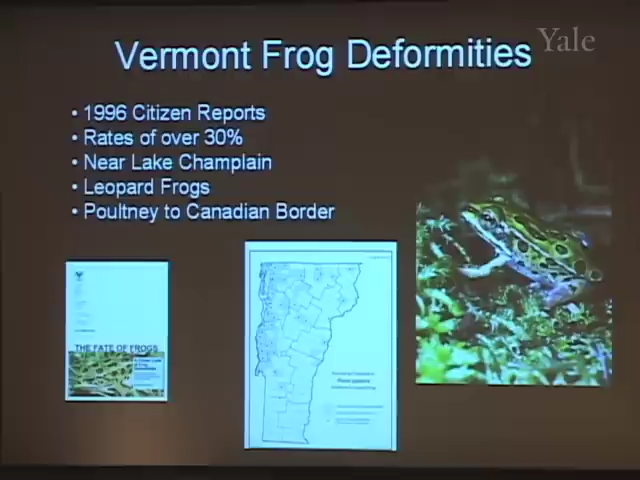 Yale
Vermont Frog Deformities
• 1996 Citizen Reports
• Rates of over 30%
• Near Lake Champlain
• Leopard Frogs
• Poultney to Canadian Border
THE FATE OF FROGS